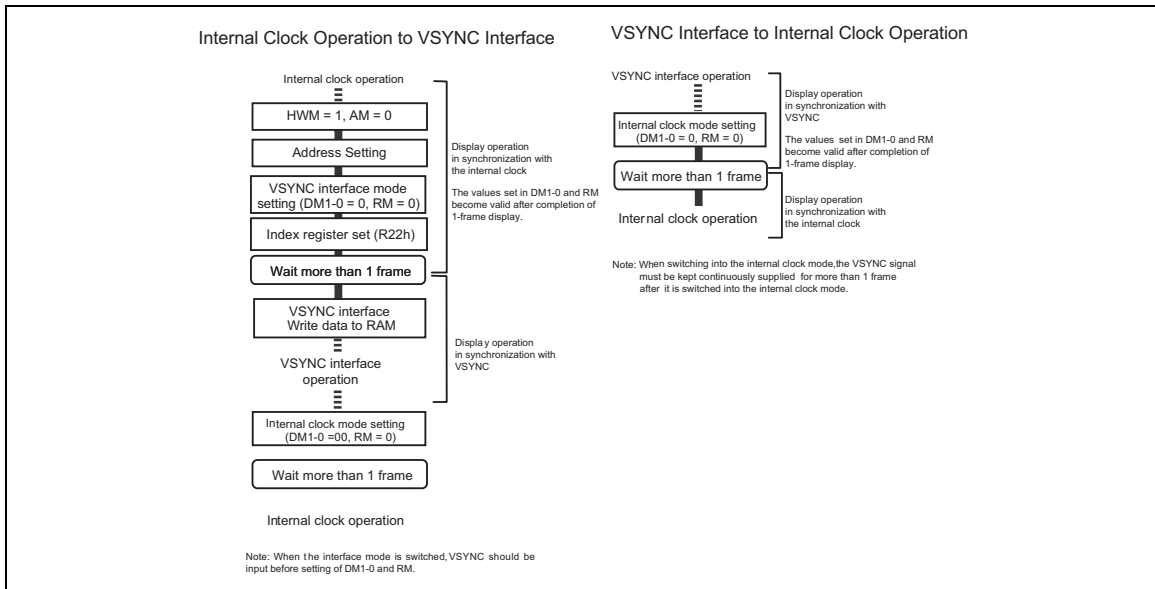 Internal Clock Operation to VSYNC Interface
Internal clock operation
HWM = 1, AM = 0
Address Setting
VSYNC interface mode
setting (DM1-0 = 0, RM = 0)
Index register set (R22h)
Wait more than 1 frame
VSYNC interface
Write data to RAM
VSYNC interface
operation
Internal clock mode setting
(DM1-0 =00, RM = 0)
Wait more than 1 frame
Internal clock operation
Display operation
in synchronization with
the internal clock
The values set in DM1-0 and RM
become valid after completion of
1-frame display.
Display operation
in synchronization with
VSYNC
Note: When the interface mode is switched, VSYNC should be
input before setting of DM1-0 and RM.
VSYNC Interface to Internal Clock Operation
VSYNC interface operation
Internal clock mode setting
(DM1-0 = 0, RM = 0)
Wait more than 1 frame
Internal clock operation
Display operation
in synchronization with
VSYNC
The values set in DM1-0 and RM
become valid after completion of
1-frame display.
Display operation
in synchronization with
the internal clock
Note: When switching into the internal clock mode,the VSYNC signal
must be kept continuously supplied for more than 1 frame
after it is switched into the internal clock mode.